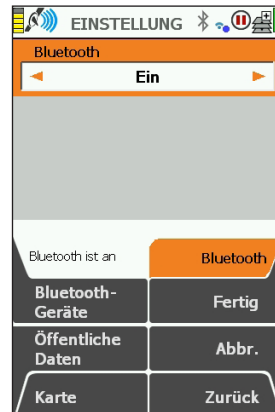 EINSTELLUNG
Bluetooth
Ein
Bluetooth ist an
Bluetooth
Bluetooth-
Geräte
Fertig
Öffentliche
Daten
Abbr.
Karte
Zurück